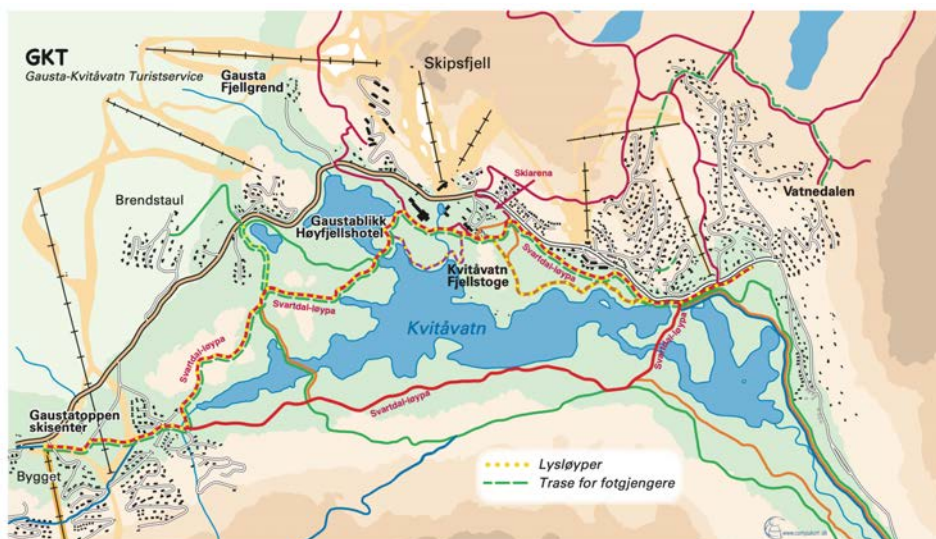 GKT
Gausta-Kvitåvatn Turistservice
Gausta
Fjellgrend
Skipsfjell
Brendstaul
Skiarena
Vatnedalen
Gaustablikk
Høyfjellshotel
Svartdal-løypa
Kvitåvatn
Fjellstoge
Svartdal-løypa
Kvitåvatn
Svartdal-løypa
Svartdal-løypa
Svartdal-løypa
Gaustatoppen
skisenter
Bygget
Lysløyper
Trase for fotgjengere